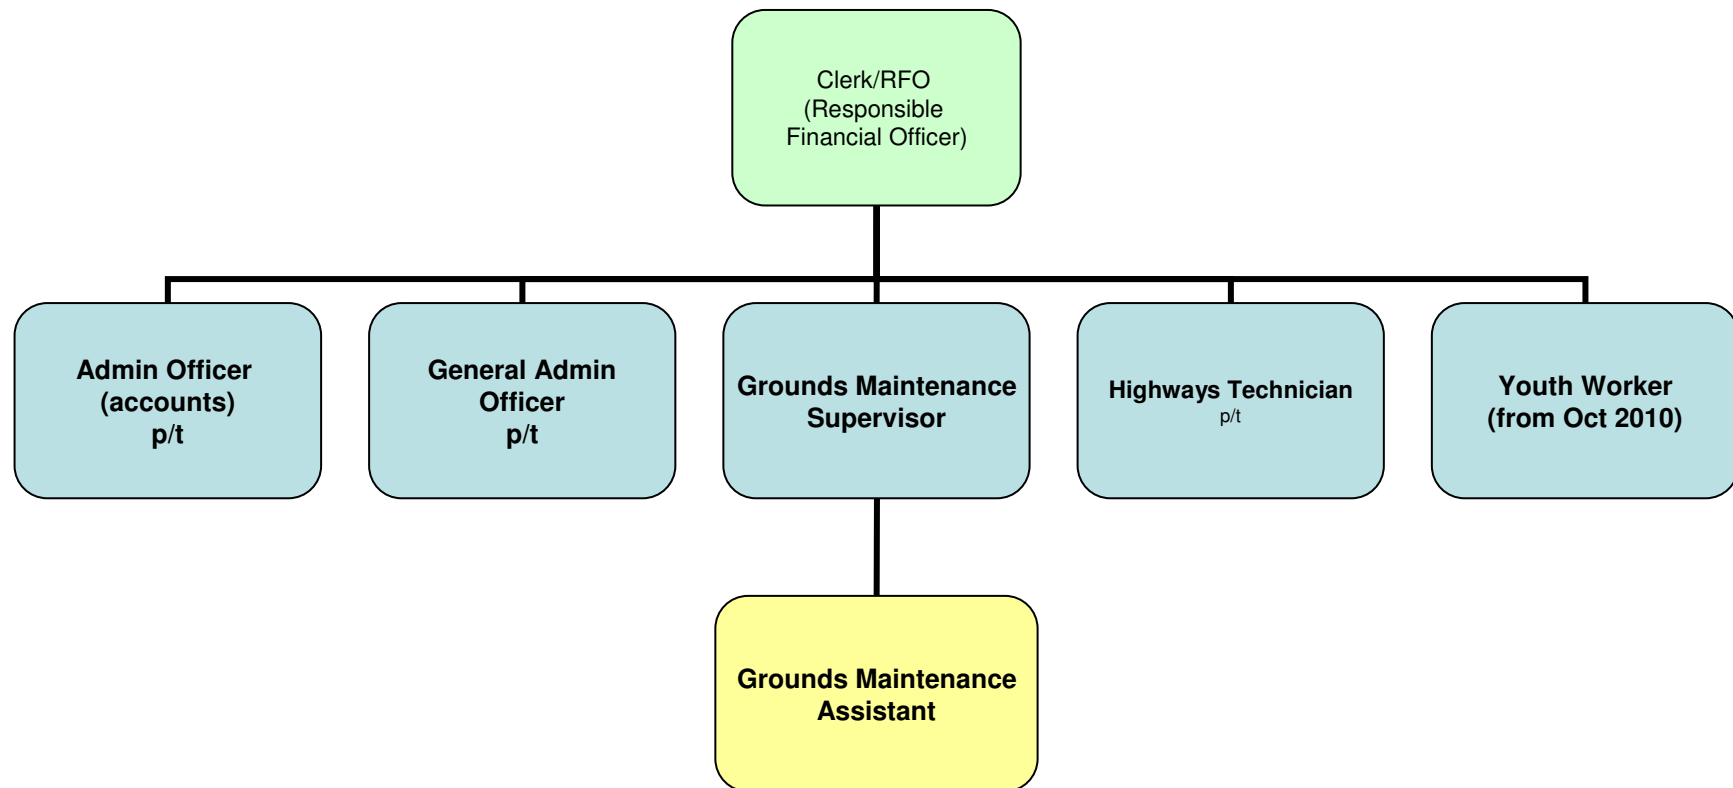 Clerk/RFO
(Responsible
Financial Officer)
Admin Officer
(accounts)
p/t
General Admin
Officer
p/t
Grounds Maintenance
Supervisor
Highways Technician
p/t
Youth Worker
(from Oct 2010)
Grounds Maintenance
Assistant